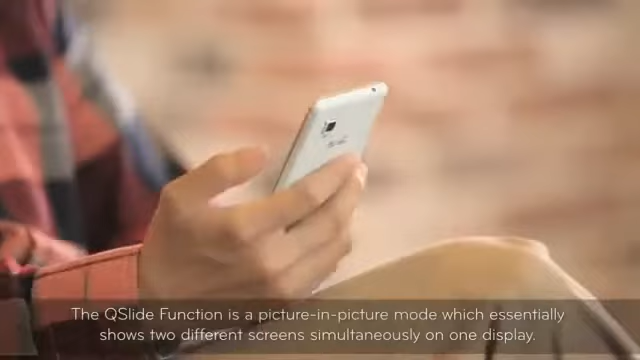 The QSlide Function is a picture-in-picture mode which essentially
shows two different screens simultaneously on one display.